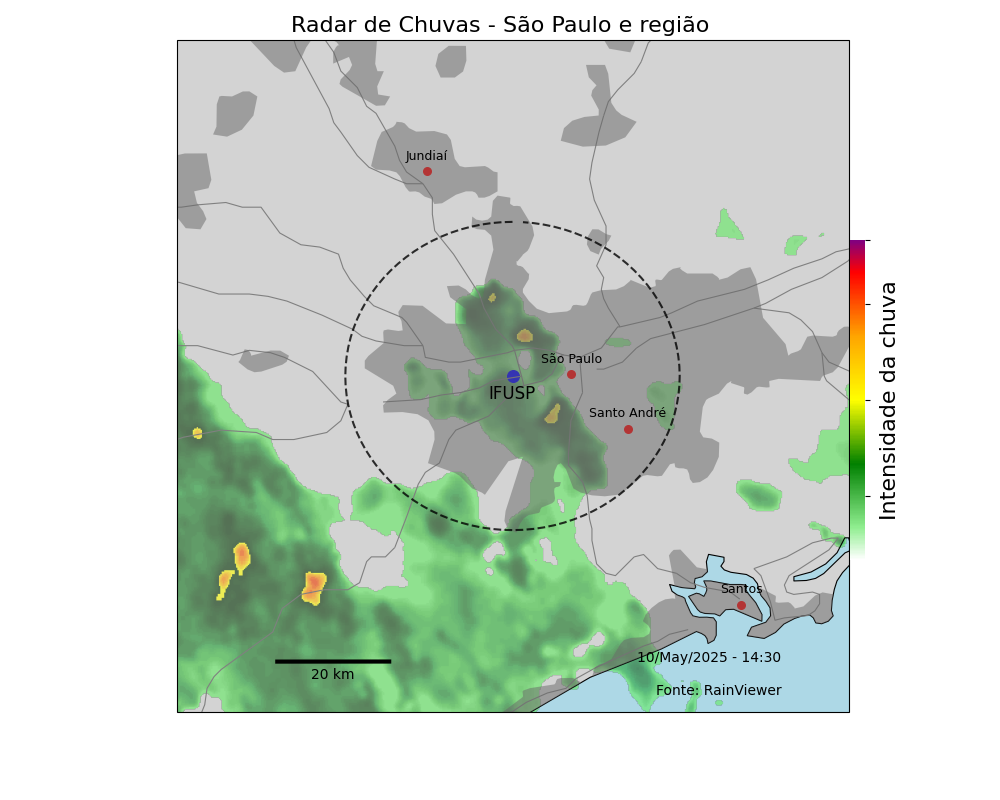 Radar de Chuvas - São Paulo e região
Jundiaí
São Paulo
IFUSP
Santo André
Intensidade da chuva
Santos
10/May/2025 - 14:30
20 km
Fonte: RainViewer